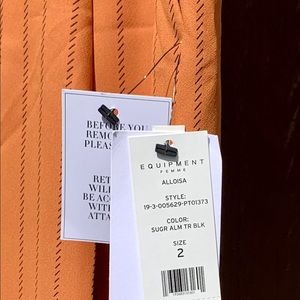 BEFORE YOU
REMO
PLEAS
RET
WILL
BE AC
WITH
ATTA
EQUIPMENT
FEMME
ALLOISA
STYLE:
19-3-005629-PT01373
COLOR:
SUGR ALM TR BLK
SIZE
2